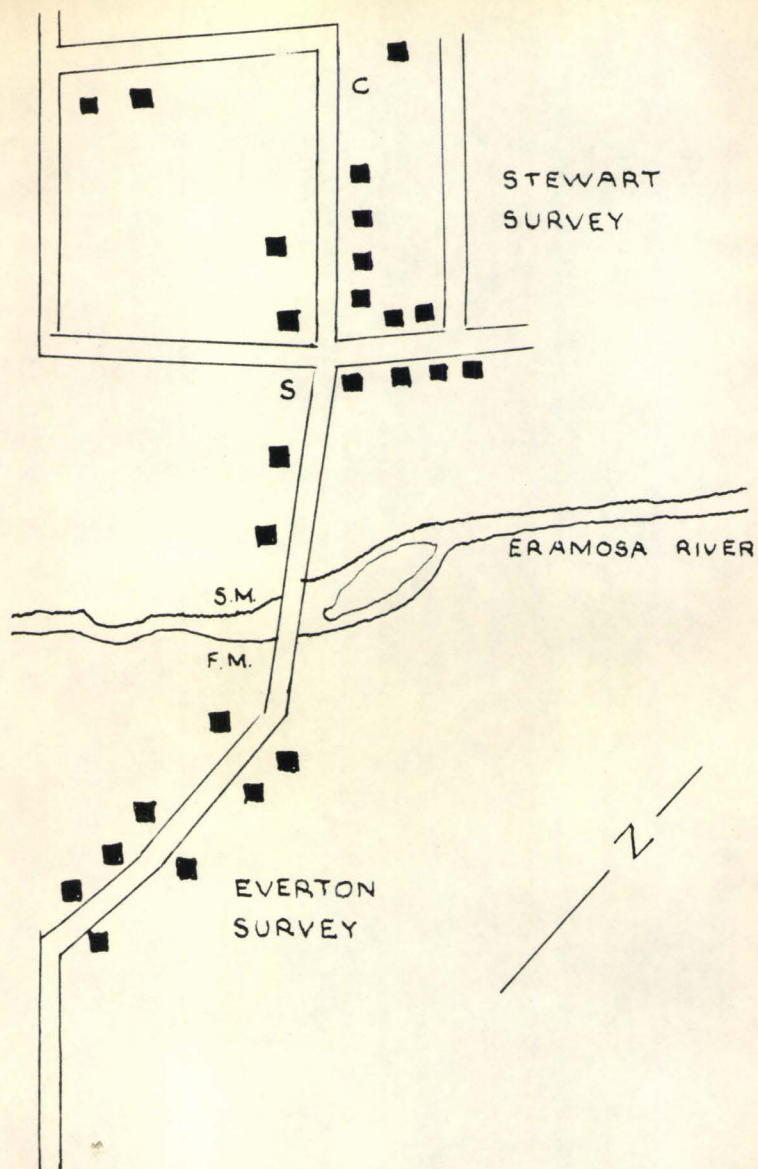 C
STEWART
SURVEY
S
ERAMOSA RIVER
S.M.
F.M.
N
EVERTON
SURVEY